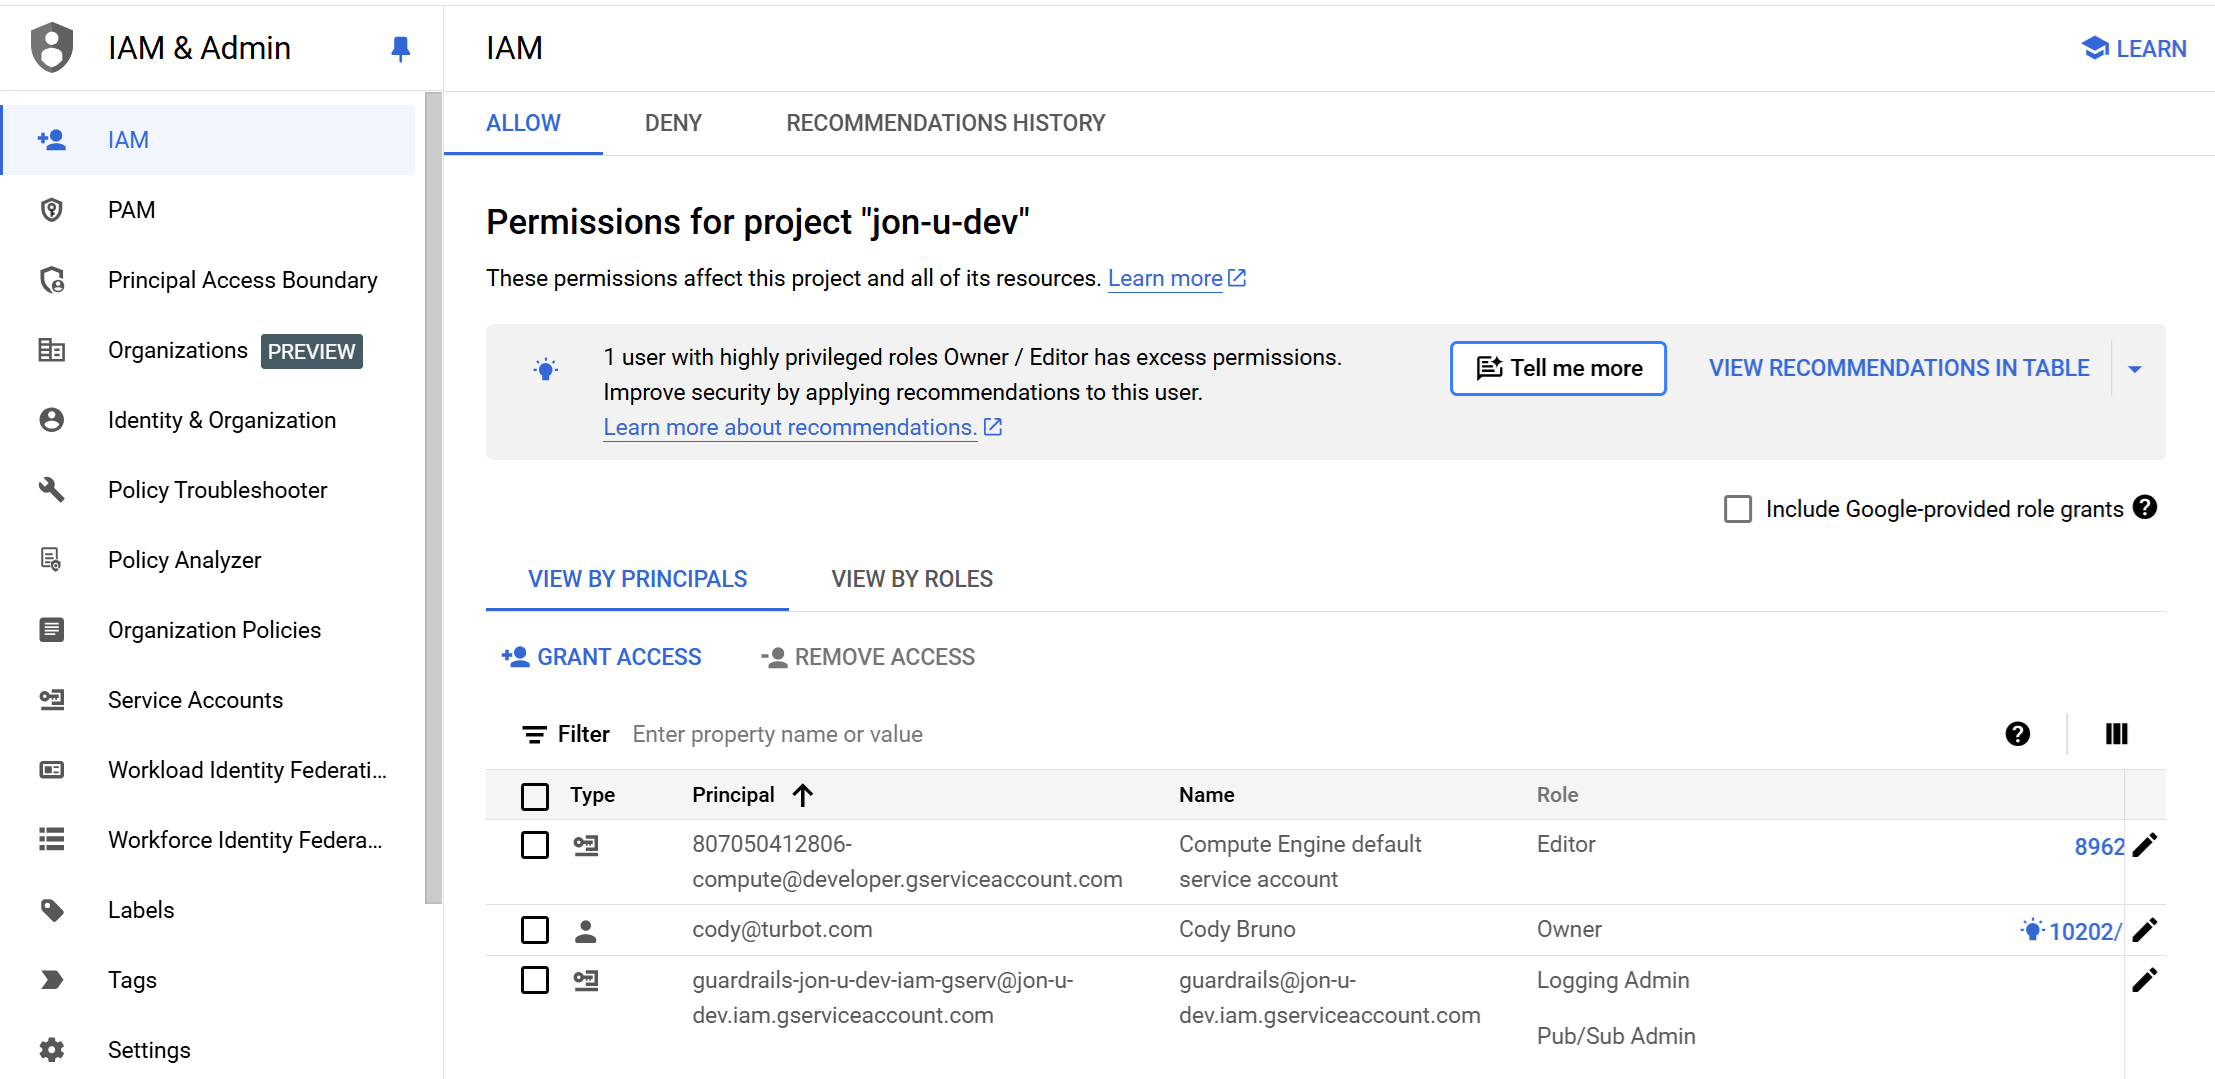 IAM & Admin
IAM
LEARN
IAM
PAM
Principal Access Boundary
Organizations PREVIEW
Identity & Organization
Policy Troubleshooter
Policy Analyzer
Organization Policies
Service Accounts
Workload Identity Federati...
Workforce Identity Federa...
Labels
Tags
Settings
ALLOW DENY RECOMMENDATIONS HISTORY
Permissions for project "jon-u-dev"
These permissions affect this project and all of its resources. Learn more
1 user with highly privileged roles Owner / Editor has excess permissions.
Improve security by applying recommendations to this user.
Learn more about recommendations.
Tell me more
VIEW RECOMMENDATIONS IN TABLE
Include Google-provided role grants
VIEW BY PRINCIPALS VIEW BY ROLES
GRANT ACCESS REMOVE ACCESS
Filter Enter property name or value
Type Principal Name Role
807050412806-
compute@developer.gserviceaccount.com
Compute Engine default
service account
Editor
8962
cody@turbot.com Cody Bruno Owner 10202/
guardrails-jon-u-dev-iam-gserv@jon-u-
dev.iam.gserviceaccount.com
guardrails@jon-u-
dev.iam.gserviceaccount.com
Logging Admin
Pub/Sub Admin